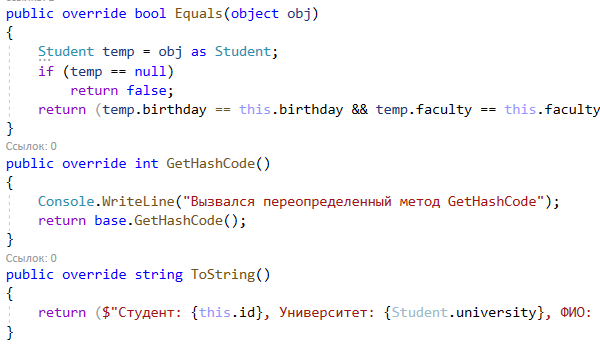 public override bool Equals(object obj)
{
    Student temp = obj as Student;
    if (temp == null)
        return false;
    return (temp.birthday == this.birthday && temp.faculty == this.faculty
}
Ссылок: 0
public override int GetHashCode()
{
    Console.WriteLine("Вызвался переопределенный метод GetHashCode");
    return base.GetHashCode();
}
Ссылок: 0
public override string ToString()
{
    return ($"Студент: {this.id}, Университет: {Student.university}, ФИО:
}